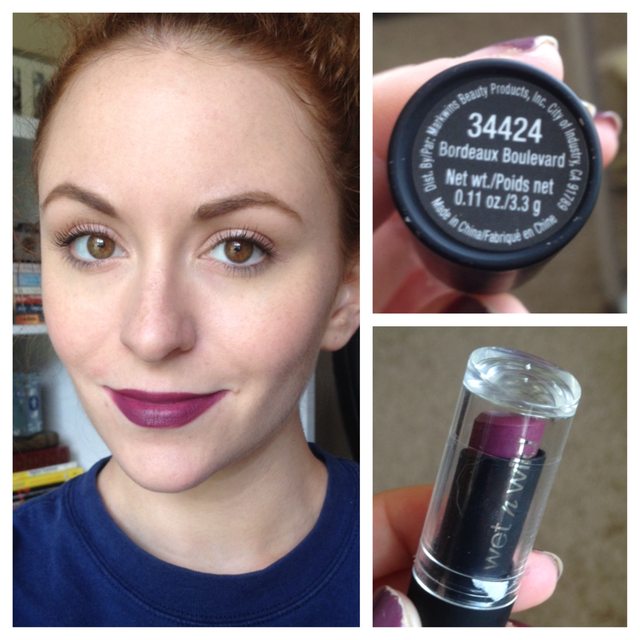 Dist. By/Par: Markwins Beauty Products, Inc. City of Industry, CA 91789
34424
Bordeaux Boulevard
Net wt./Poids net
0.11 oz./3.3 g
Made in China/Fabriqué en Chine
wet n wild